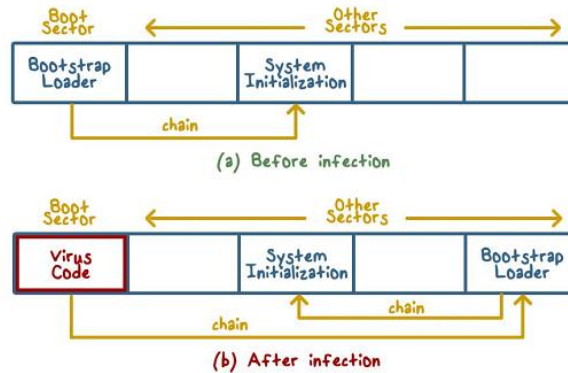 Boot
Sector
Other
Sectors
Bootstrap
Loader
System
Initialization
chain
(a) Before infection
Boot
Sector
Other
Sectors
Virus
Code
System
Initialization
Bootstrap
Loader
chain
chain
(b) After infection